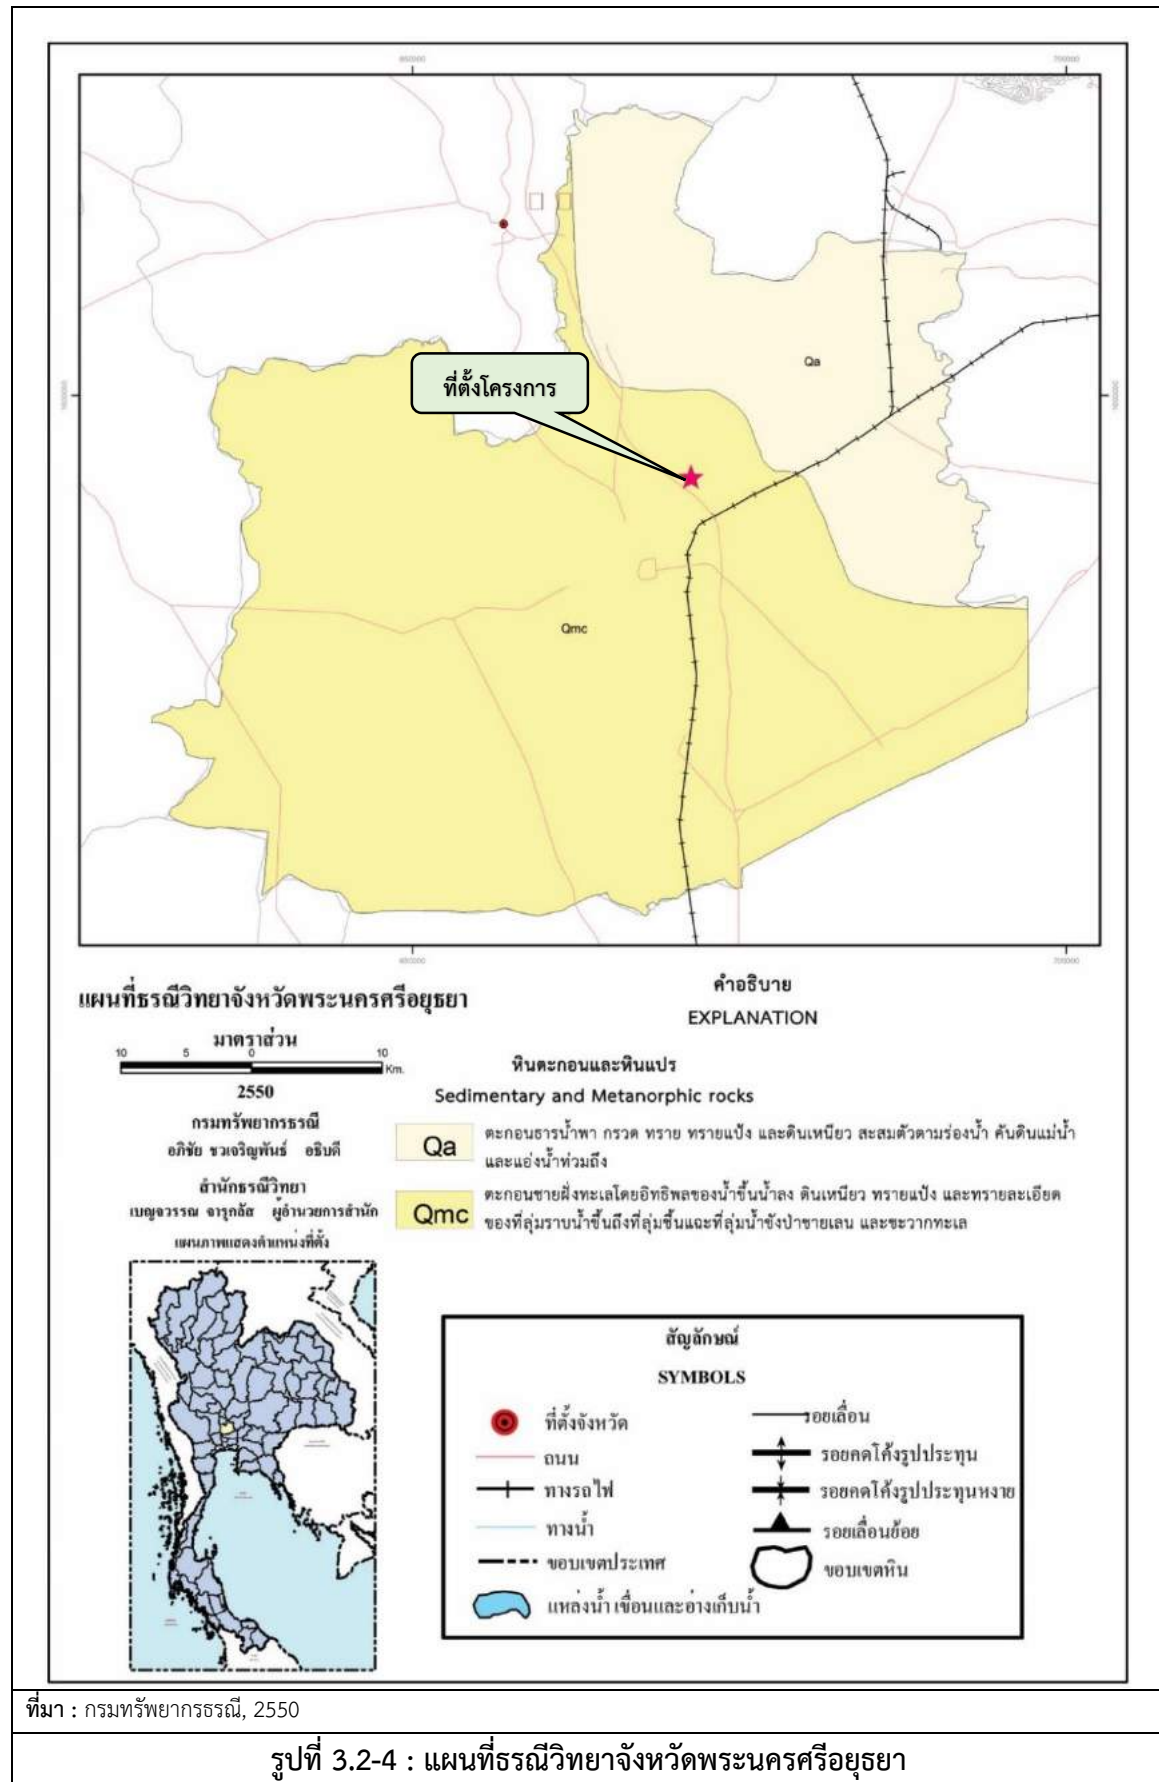 650000
700000
Qa
ที่ตั้งโครงการ
Qmc
700000
แผนที่ธรณีวิทยาจังหวัดพระนครศรีอยุธยา
มาตราส่วน
10 5 0 10
Km.
2550
กรมทรัพยากรธรณี
อภิชัย ชวเจริญพันธ์ อธิบดี
สำนักธรณีวิทยา
เบญจวรรณ จารุกลัส ผู้อำนวยการสำนัก
แผนภาพแสดงตำแหน่งที่ตั้ง
คำอธิบาย
EXPLANATION
หินตะกอนและหินแปร
Sedimentary and Metanorphic rocks
Qa
ตะกอนธารน้ำพา กรวด ทราย ทรายแป้ง และดินเหนียว สะสมตัวตามร่องน้ำ คันดินแม่น้ำ
และแอ่งน้ำท่วมถึง
Qmc
ตะกอนชายฝั่งทะเลโดยอิทธิพลของน้ำขึ้นน้ำลง ดินเหนียว ทรายแป้ง และทรายละเอียด
ของที่ลุ่มราบน้ำขึ้นถึงที่ลุ่มชื้นแฉะที่ลุ่มน้ำขังป่าชายเลน และชะวากทะเล
สัญลักษณ์
SYMBOLS
ที่ตั้งจังหวัด
ถนน
ทางรถไฟ
ทางน้ำ
ขอบเขตประเทศ
แหล่งน้ำ เขื่อนและอ่างเก็บน้ำ
รอยเลื่อน
รอยคดโค้งรูปประทุน
รอยคดโค้งรูปประทุนหงาย
รอยเลื่อนย้อย
ขอบเขตหิน
ที่มา : กรมทรัพยากรธรณี, 2550
รูปที่ 3.2-4 : แผนที่ธรณีวิทยาจังหวัดพระนครศรีอยุธยา